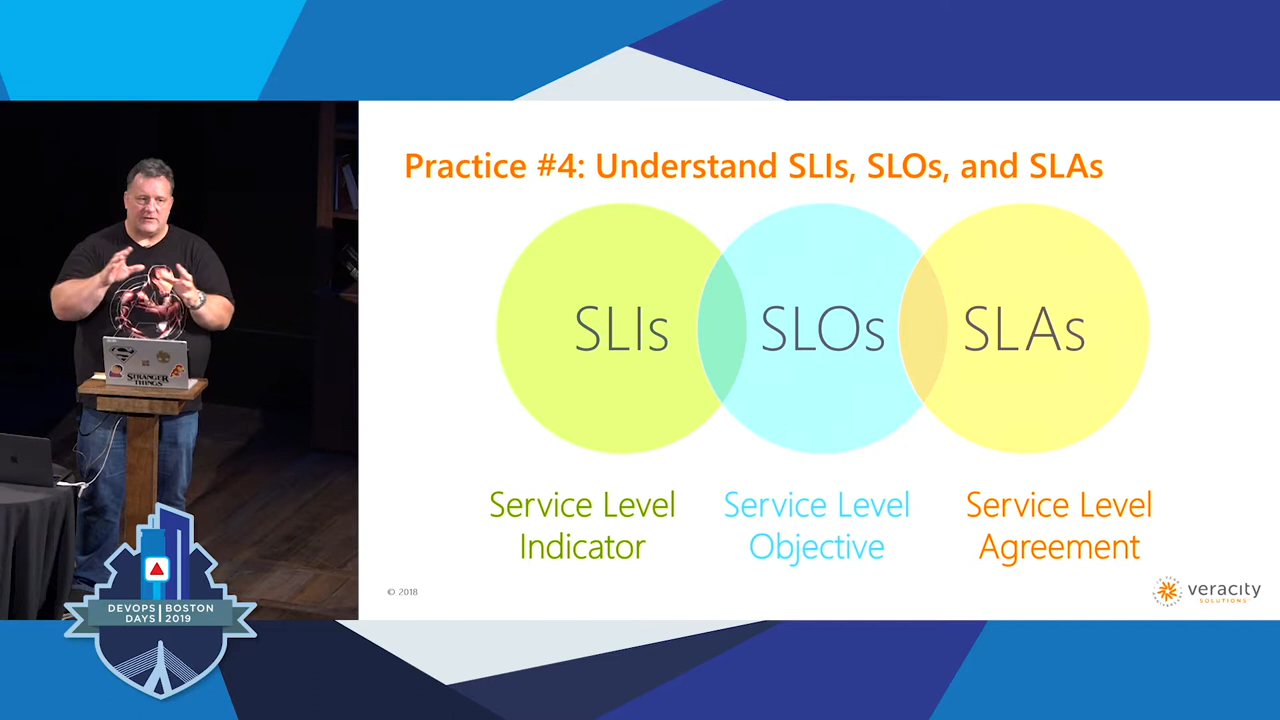 Practice #4: Understand SLIs, SLOs, and SLAs
SLIs
SLOs
SLAs
Service Level
Indicator
Service Level
Objective
Service Level
Agreement
© 2018
veracity
SOLUTIONS
STRANGER
THINGS
DEVOPS
DAYS
BOSTON
2019